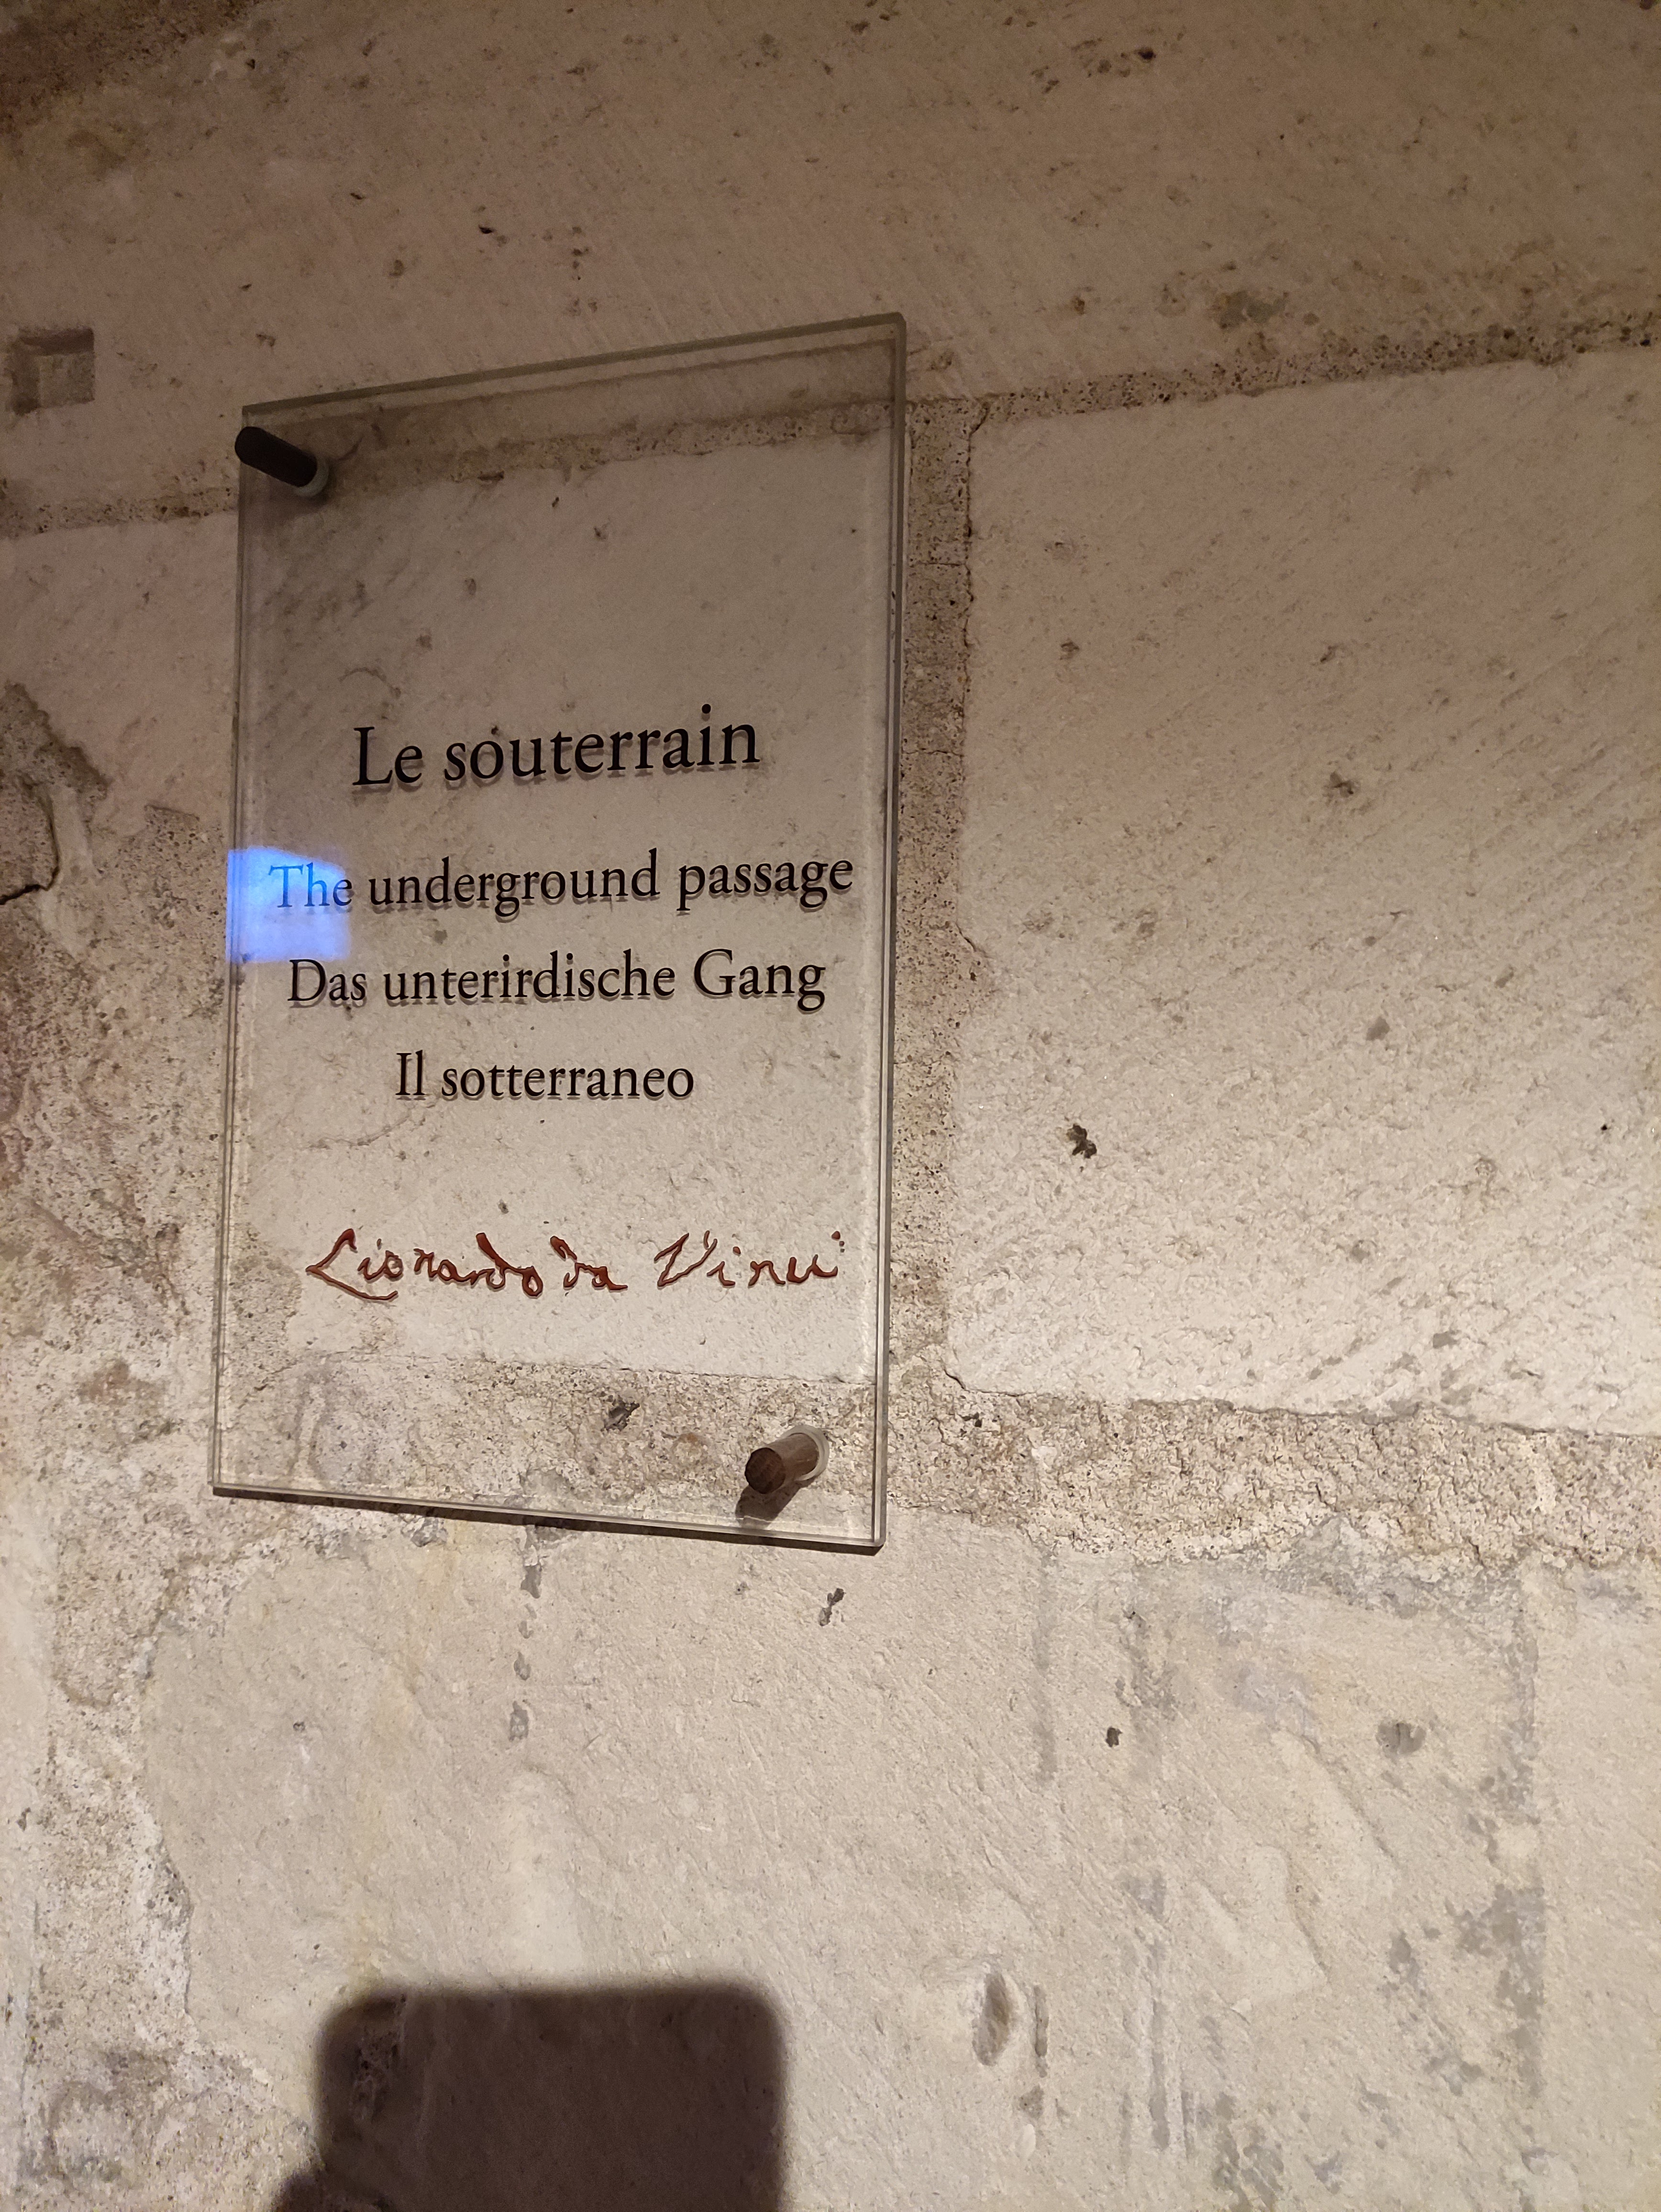 Le souterrain
The underground passage
Das unterirdische Gang
Il sotterraneo
Lionardo da Vinci